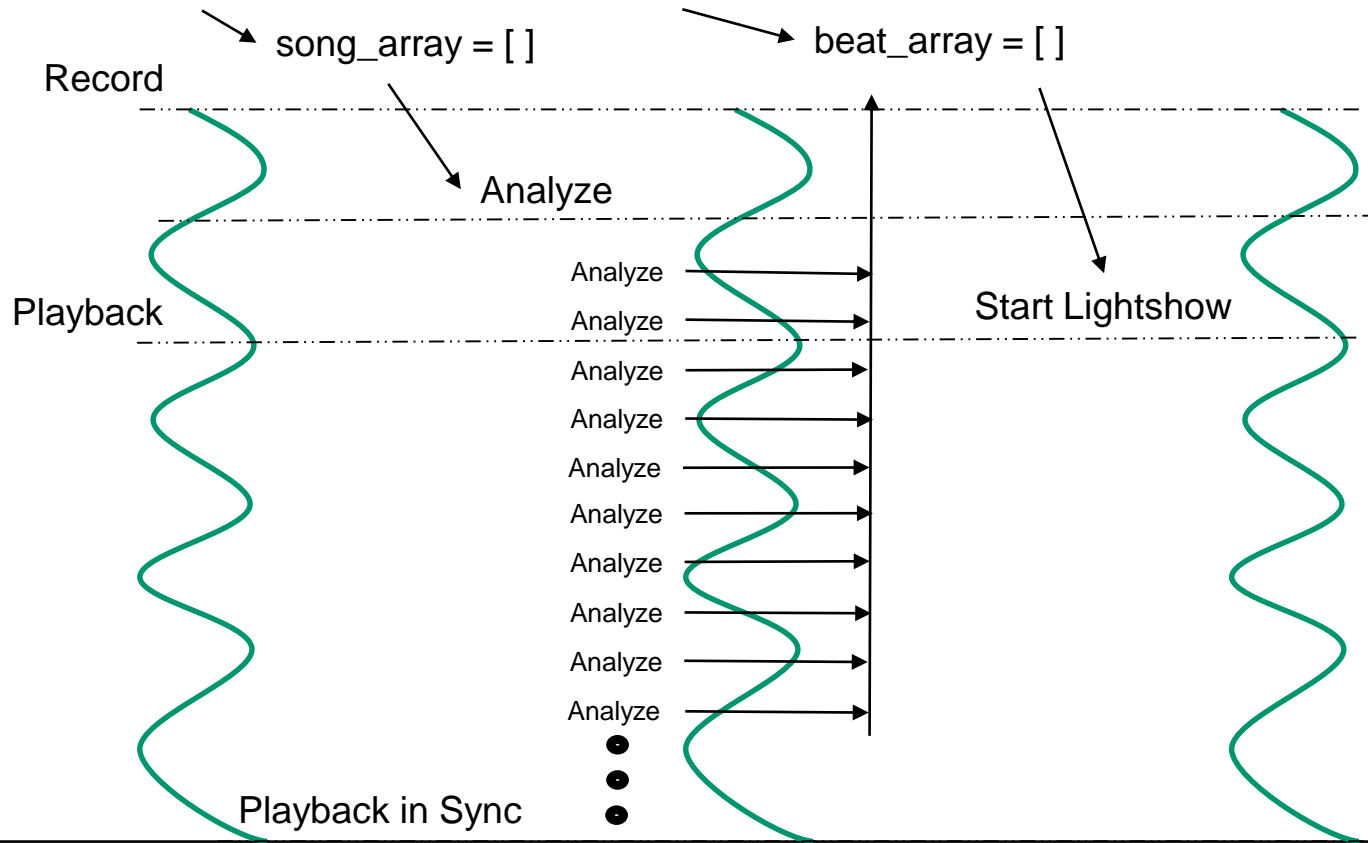 song_array = [ ]
beat_array = [ ]
Record
Analyze
Analyze
Playback
Start Lightshow
Analyze
Analyze
Analyze
Analyze
Analyze
Analyze
Analyze
Analyze
Analyze
Playback in Sync